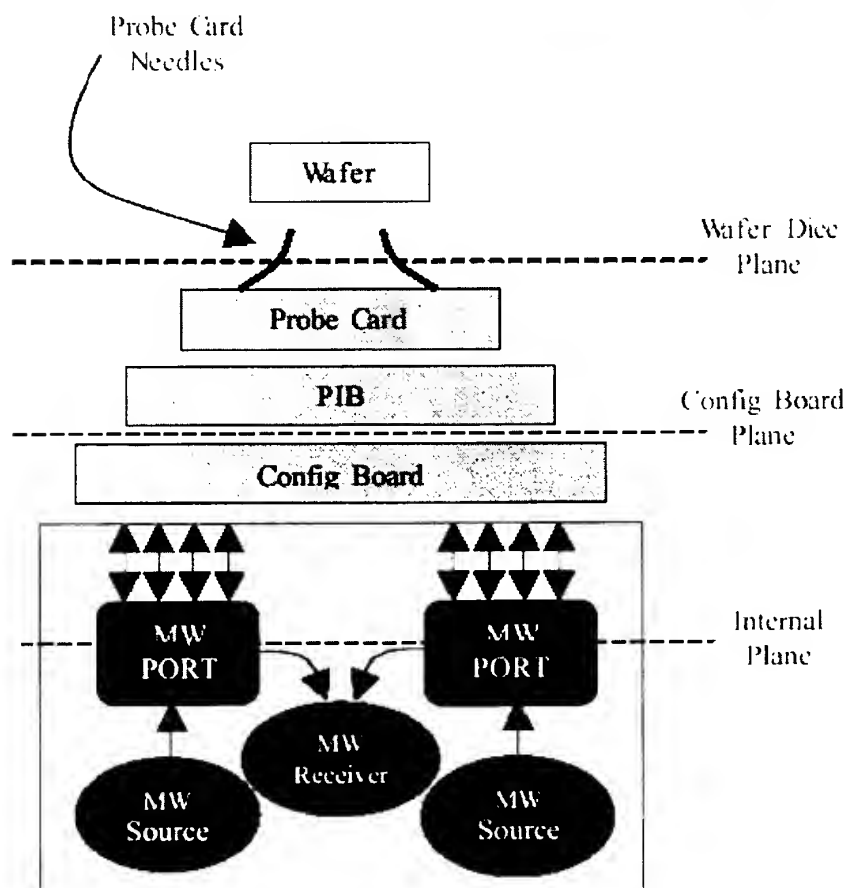 Probe Card
Needles
Wafer
Wafer Dice
Plane
Probe Card
PIB
Config Board
Plane
Config Board
MW
PORT
MW
PORT
Internal
Plane
MW
Receiver
MW
Source
MW
Source